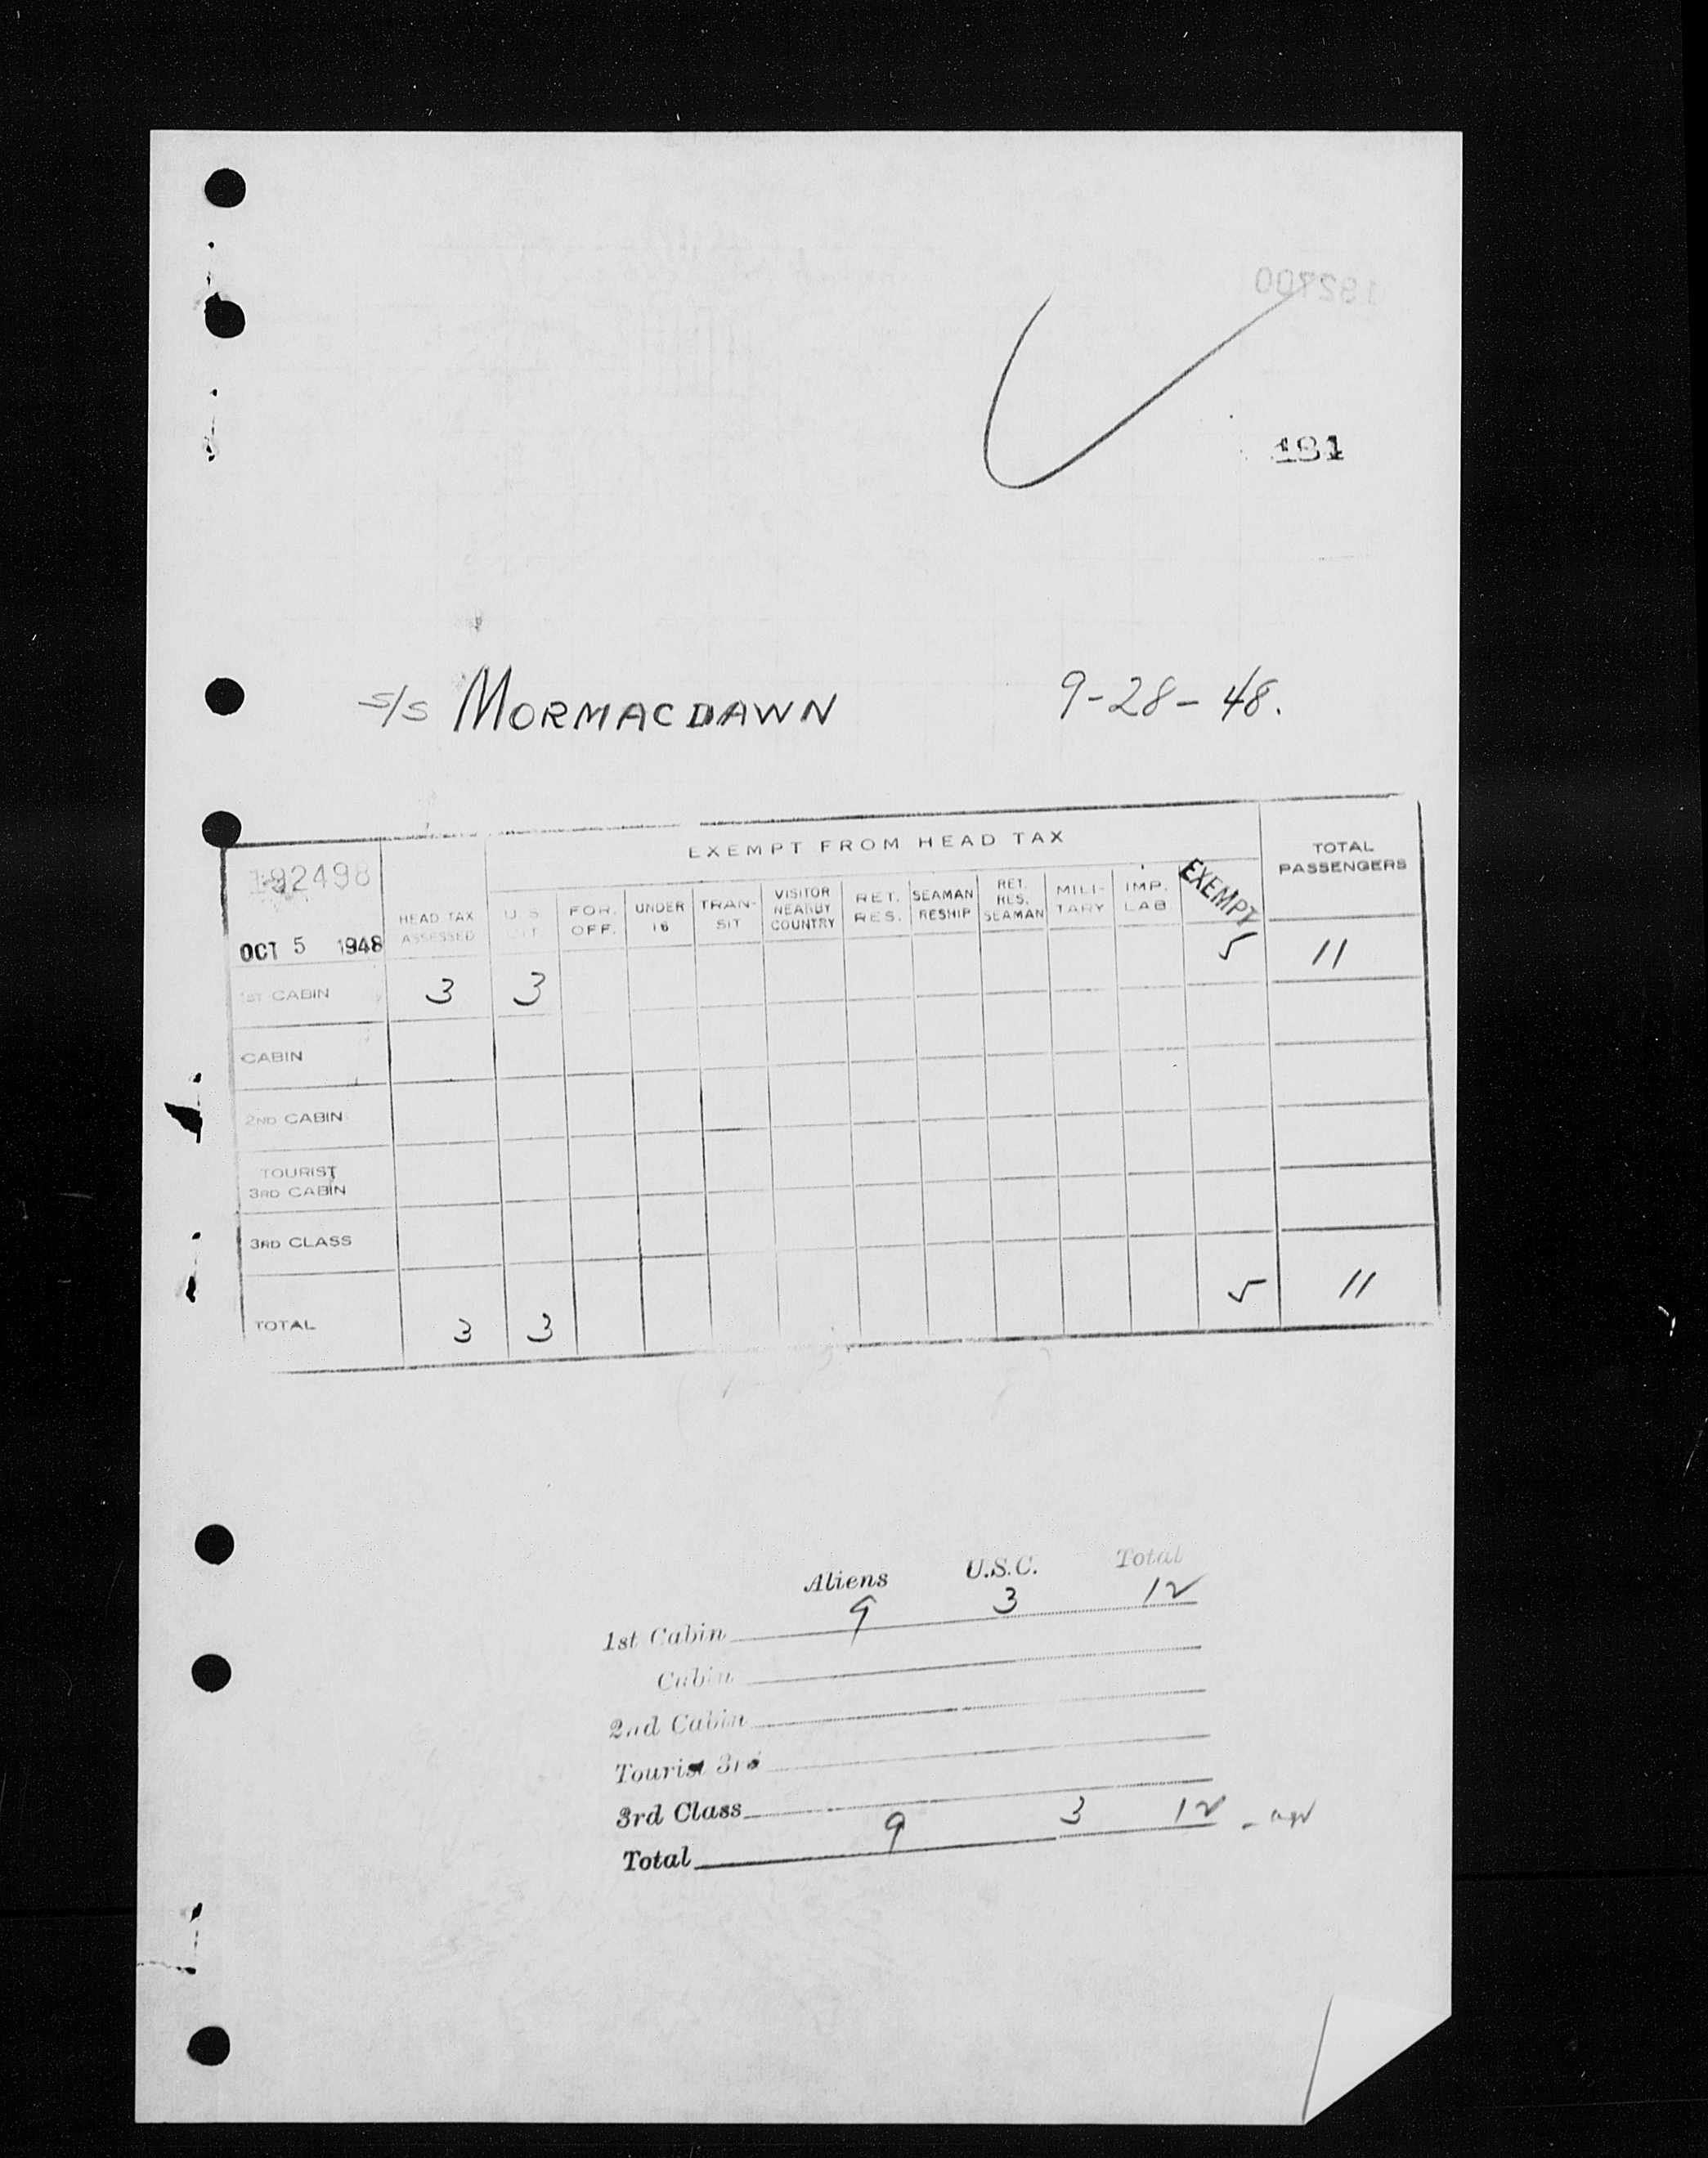 181
s/s MORMACDAWN 9-28-48.
192498
EXEMPT FROM HEAD TAX
TOTAL PASSENGERS
OCT 5 1948
HEAD TAX ASSESSED
U.S. CIT.
FOR. OFF.
UNDER 16
TRAN- SIT
VISITOR NEARBY COUNTRY
RET. RES.
SEAMAN RESHIP
RET. RES. SEAMAN
MILI- TARY
IMP. LAB.
EXEMPT
1ST CABIN 3 3 5 11
CABIN
2ND CABIN
TOURIST
3RD CABIN
3RD CLASS
TOTAL 3 3 5 11
Aliens U.S.C. Total
1st Cabin 9 3 12
Cabin
2nd Cabin
Tourist 3rd
3rd Class
Total 9 3 12